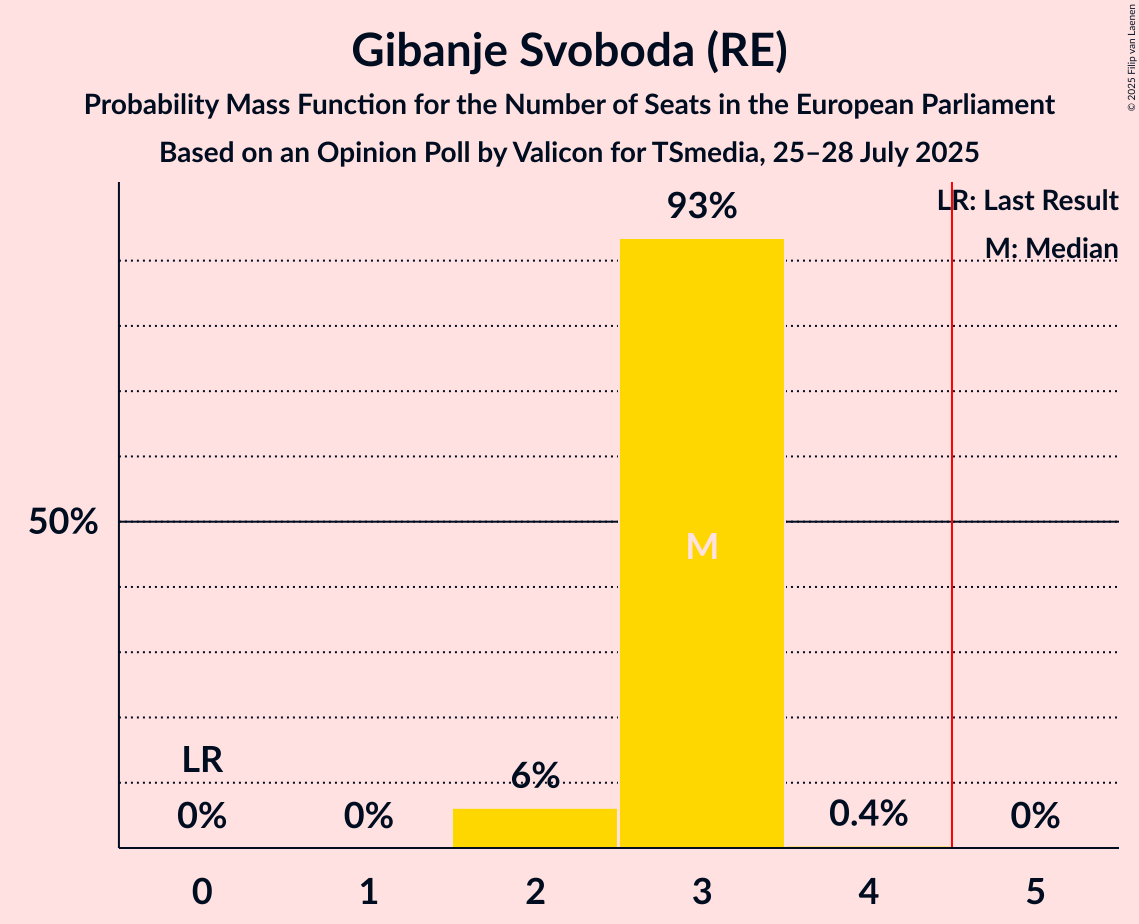 Gibanje Svoboda (RE)
Probability Mass Function for the Number of Seats in the European Parliament
Based on an Opinion Poll by Valicon for TSmedia, 25–28 July 2025
© 2025 Filip van Laenen
LR: Last Result
M: Median
93%
50%
M
LR
0%
0%
6%
0.4%
0%
0
1
2
3
4
5